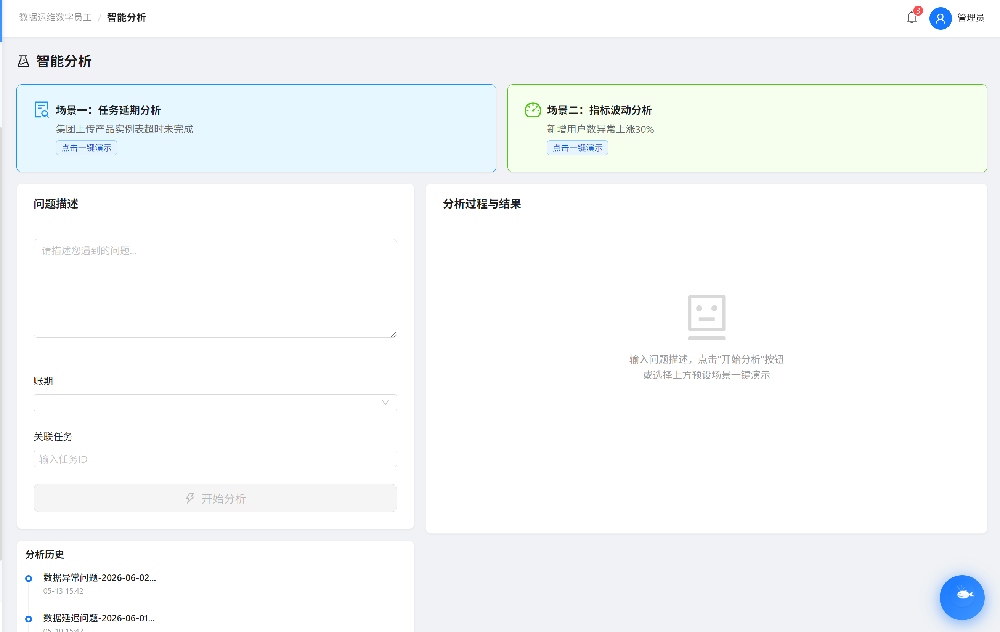 数据运维数字员工 / 智能分析
3
管理员
智能分析
场景一：任务延期分析
集团上传产品实例表超时未完成
点击一键演示
场景二：指标波动分析
新增用户数异常上涨30%
点击一键演示
问题描述
请描述您遇到的问题...
账期
关联任务
输入任务ID
开始分析
分析过程与结果
输入问题描述，点击"开始分析"按钮
或选择上方预设场景一键演示
分析历史
数据异常问题-2026-06-02...
05-13 15:42
数据延迟问题-2026-06-01...
05-10 15:42